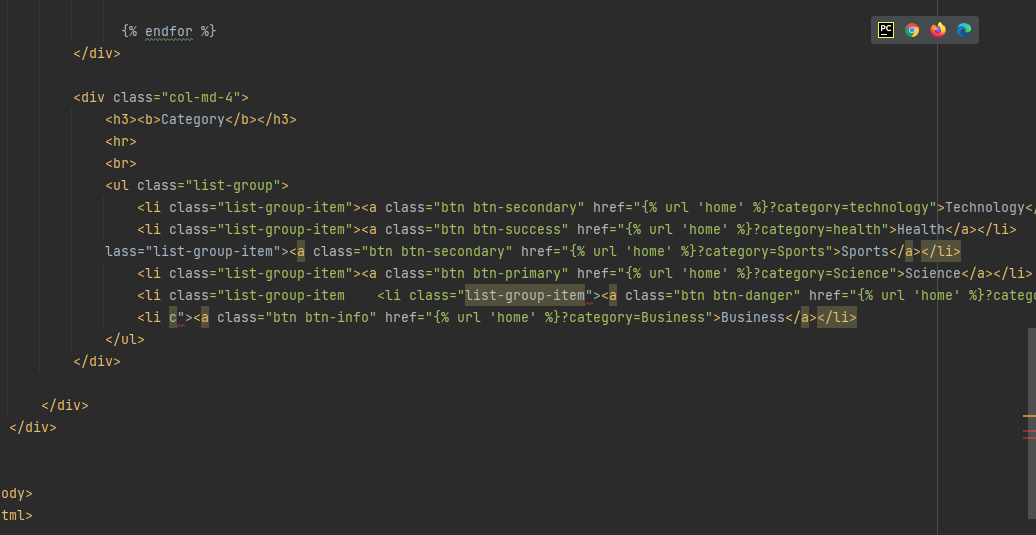 {% endfor %}
</div>
PC
<div class="col-md-4">
<h3><b>Category</b></h3>
<hr>
<br>
<ul class="list-group">
<li class="list-group-item"><a class="btn btn-secondary" href="{% url 'home' %}?category=technology">Technology</
<li class="list-group-item"><a class="btn btn-success" href="{% url 'home' %}?category=health">Health</a></li>
lass="list-group-item"><a class="btn btn-secondary" href="{% url 'home' %}?category=Sports">Sports</a></li>
<li class="list-group-item"><a class="btn btn-primary" href="{% url 'home' %}?category=Science">Science</a></li>
<li class="list-group-item    <li class="list-group-item"><a class="btn btn-danger" href="{% url 'home' %}?catego
<li c"><a class="btn btn-info" href="{% url 'home' %}?category=Business">Business</a></li>
</ul>
</div>
</div>
</div>
ody>
tml>